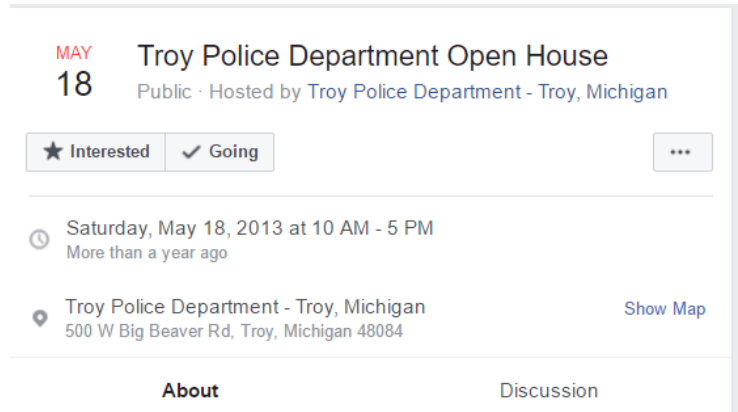 MAY
18
Troy Police Department Open House
Public · Hosted by Troy Police Department - Troy, Michigan
Interested Going ...
Saturday, May 18, 2013 at 10 AM - 5 PM
More than a year ago
Troy Police Department - Troy, Michigan
Show Map
500 W Big Beaver Rd, Troy, Michigan 48084
About Discussion